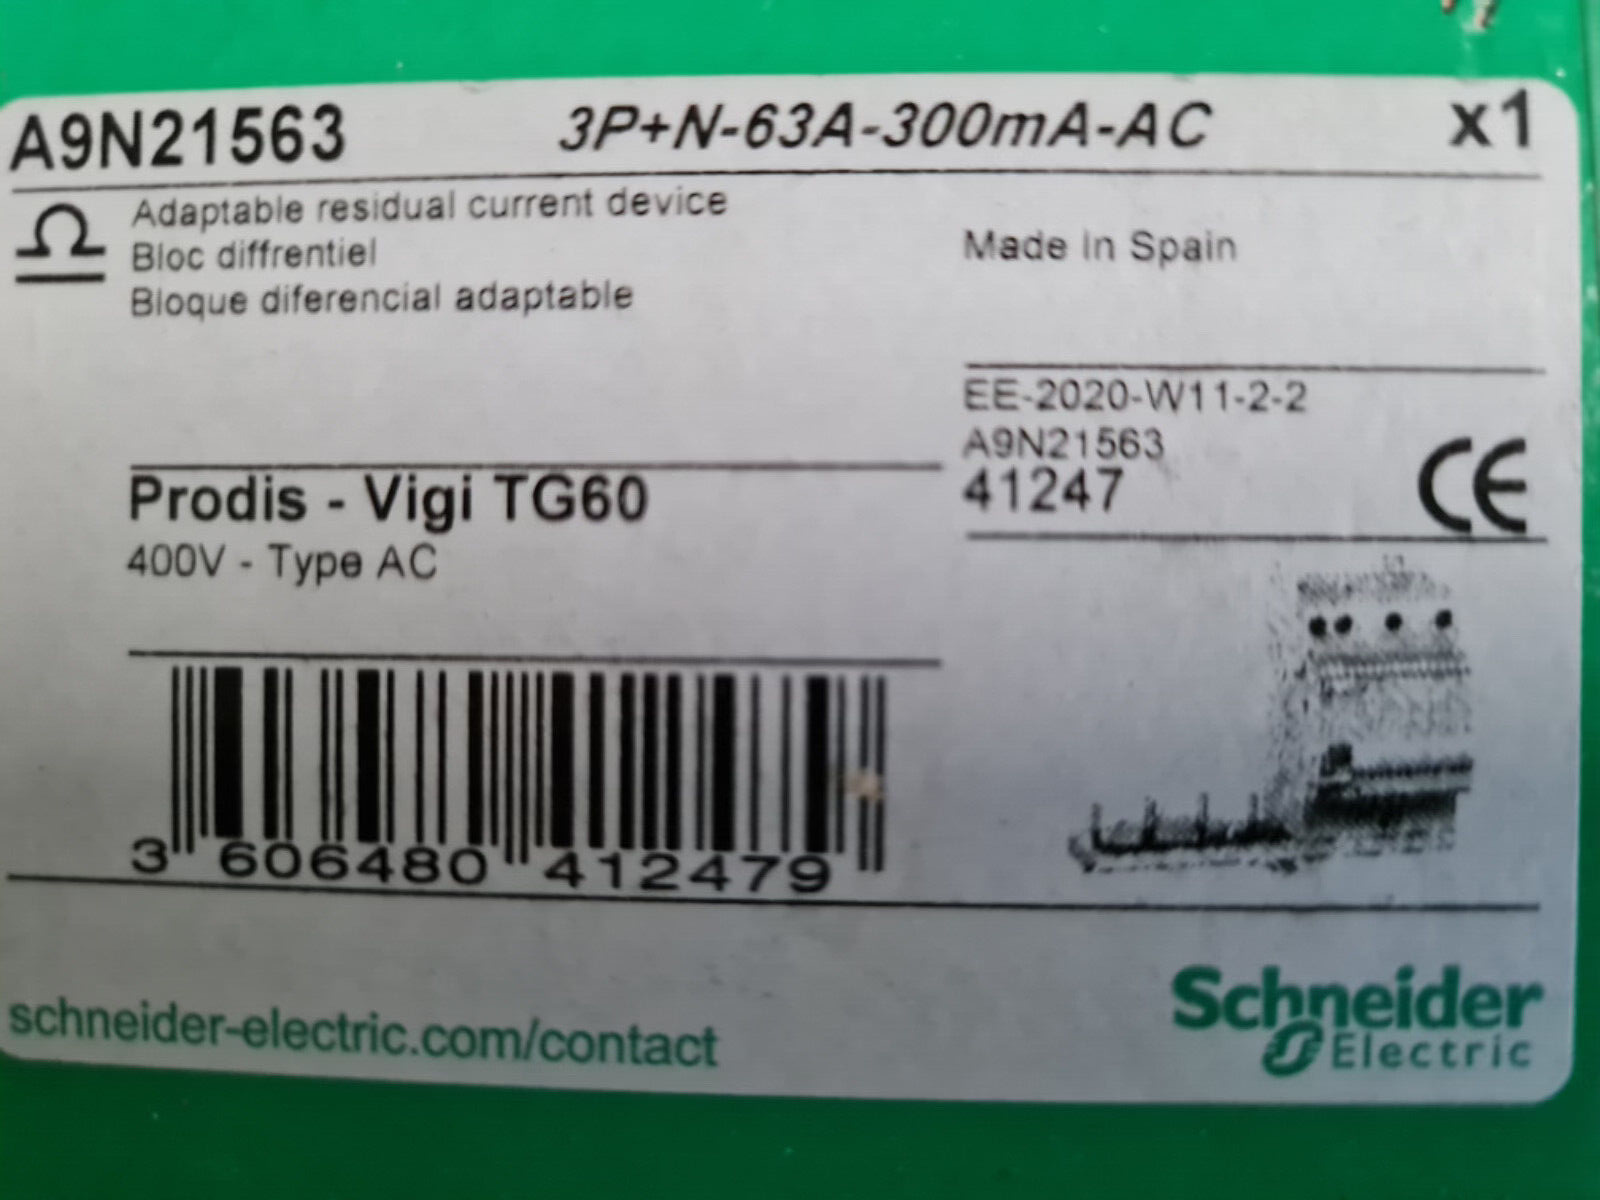 A9N21563 3P+N-63A-300mA-AC x1
Adaptable residual current device
Bloc diffrentiel
Bloque diferencial adaptable
Made in Spain
EE-2020-W11-2-2
A9N21563
41247
CE
Prodis - Vigi TG60
400V - Type AC
3 606480 412479
schneider-electric.com/contact
Schneider
Electric